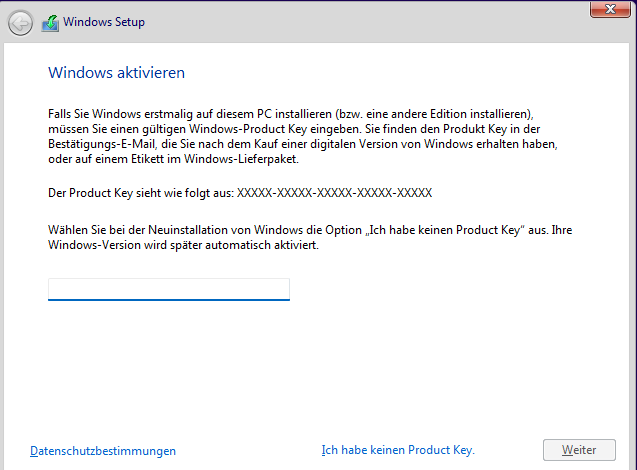 Windows Setup
Windows aktivieren
Falls Sie Windows erstmalig auf diesem PC installieren (bzw. eine andere Edition installieren),
müssen Sie einen gültigen Windows-Product Key eingeben. Sie finden den Produkt Key in der
Bestätigungs-E-Mail, die Sie nach dem Kauf einer digitalen Version von Windows erhalten haben,
oder auf einem Etikett im Windows-Lieferpaket.
Der Product Key sieht wie folgt aus: XXXXX-XXXXX-XXXXX-XXXXX-XXXXX
Wählen Sie bei der Neuinstallation von Windows die Option „Ich habe keinen Product Key“ aus. Ihre
Windows-Version wird später automatisch aktiviert.
Datenschutzbestimmungen
Ich habe keinen Product Key.
Weiter